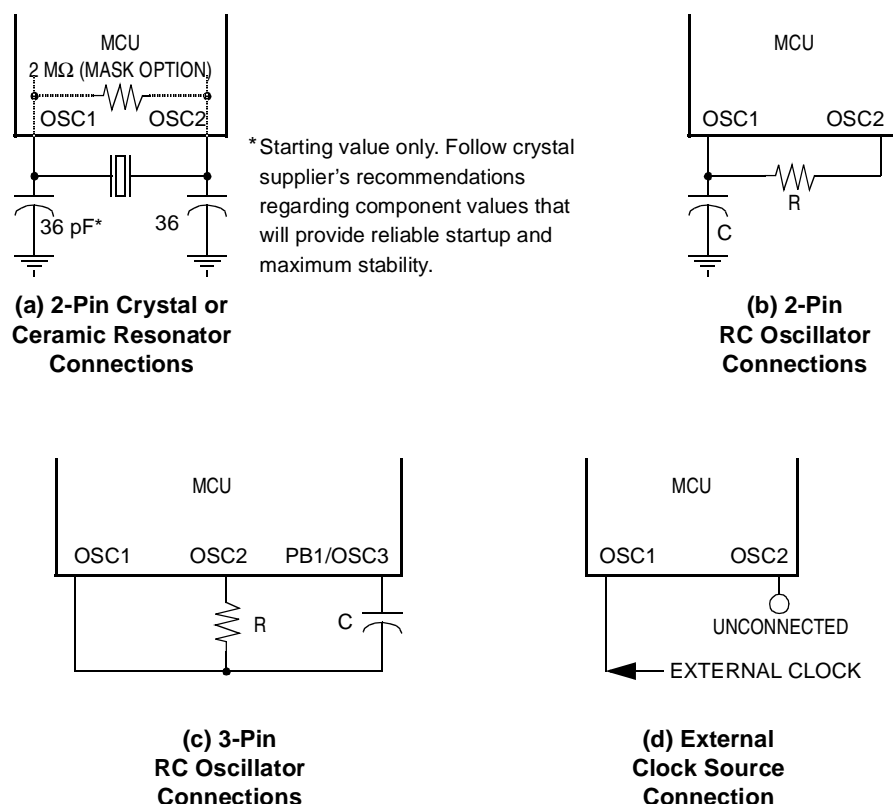 MCU
2 MΩ (MASK OPTION)
OSC1 OSC2
36 pF* 36
*Starting value only. Follow crystal
supplier's recommendations
regarding component values that
will provide reliable startup and
maximum stability.
(a) 2-Pin Crystal or
Ceramic Resonator
Connections
MCU
OSC1 OSC2
R
C
(b) 2-Pin
RC Oscillator
Connections
MCU
OSC1 OSC2 PB1/OSC3
R C
(c) 3-Pin
RC Oscillator
Connections
MCU
OSC1 OSC2
UNCONNECTED
EXTERNAL CLOCK
(d) External
Clock Source
Connection